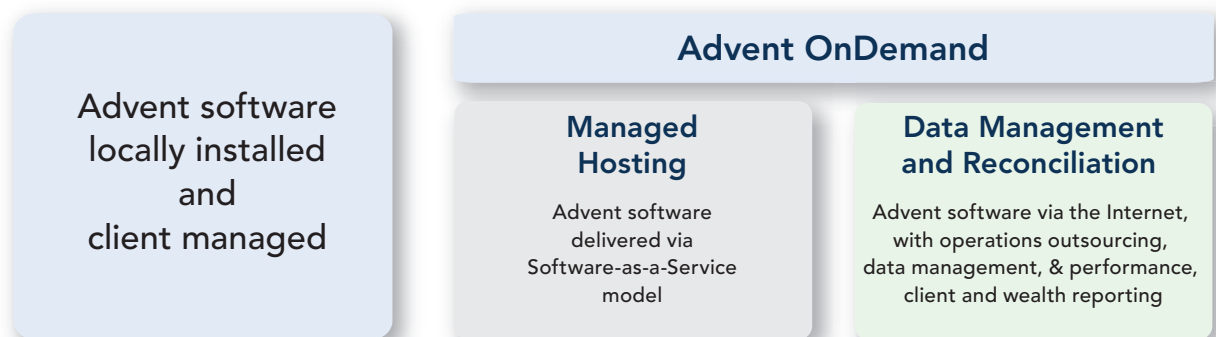 Advent software
locally installed
and
client managed
Advent OnDemand
Managed
Hosting
Advent software
delivered via
Software-as-a-Service
model
Data Management
and Reconciliation
Advent software via the Internet,
with operations outsourcing,
data management, & performance,
client and wealth reporting